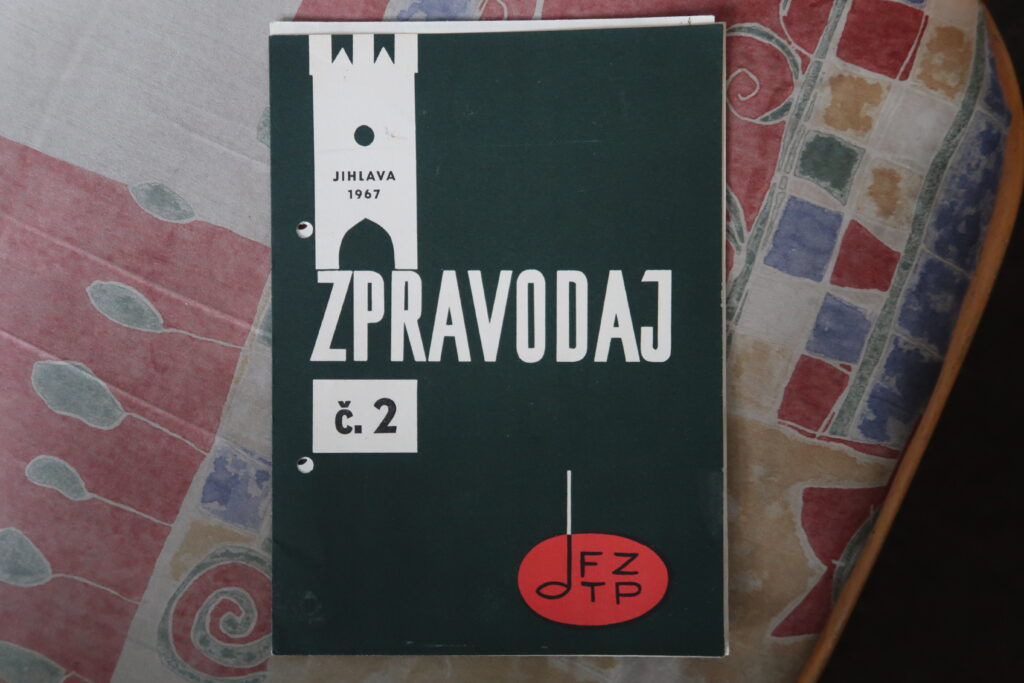 JIHLAVA
1967
ZPRAVODAJ
č. 2
FZ
TP